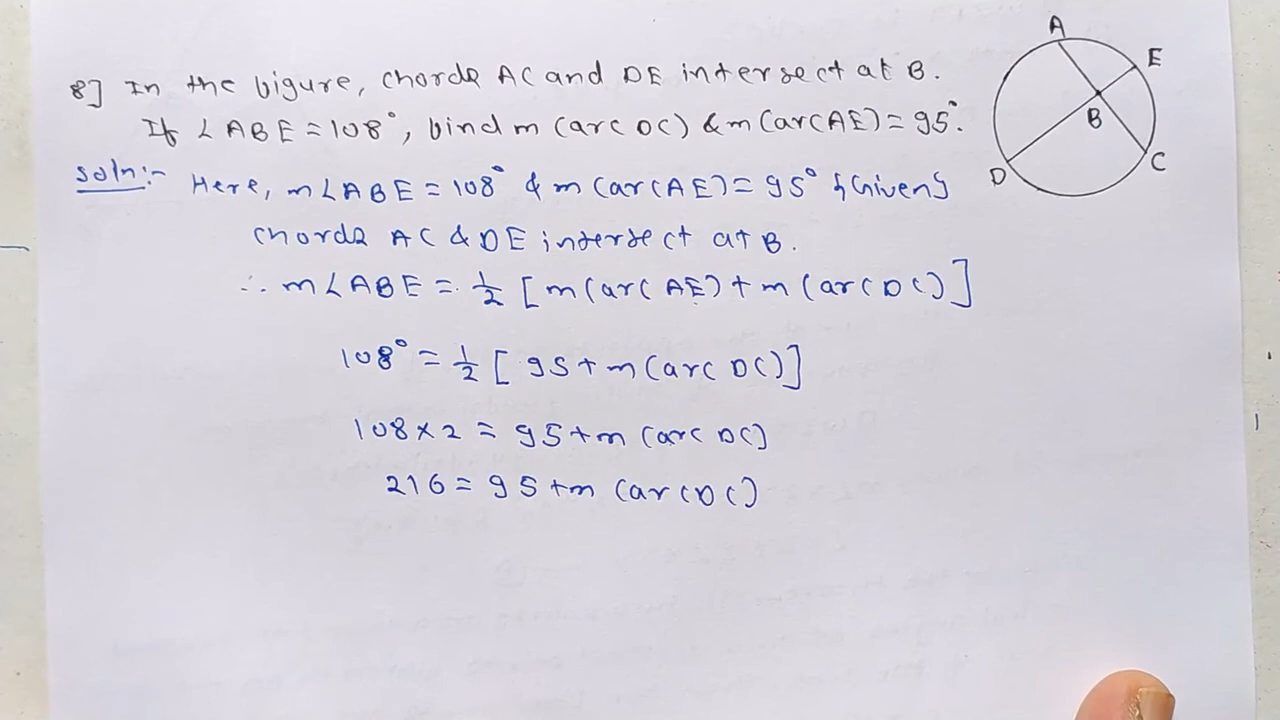 8] In the figure, chords AC and DE intersect at B.
If ∠ABE = 108°, find m(arc DC) & m(arc AE) = 95°.
Soln:- Here, m∠ABE = 108° & m(arc AE) = 95° {Given}
chords AC & DE intersect at B.
∴ m∠ABE = 1/2 [m(arc AE) + m(arc DC)]
108° = 1/2 [95 + m(arc DC)]
108 × 2 = 95 + m(arc DC)
216 = 95 + m(arc DC)
A
E
B
D
C